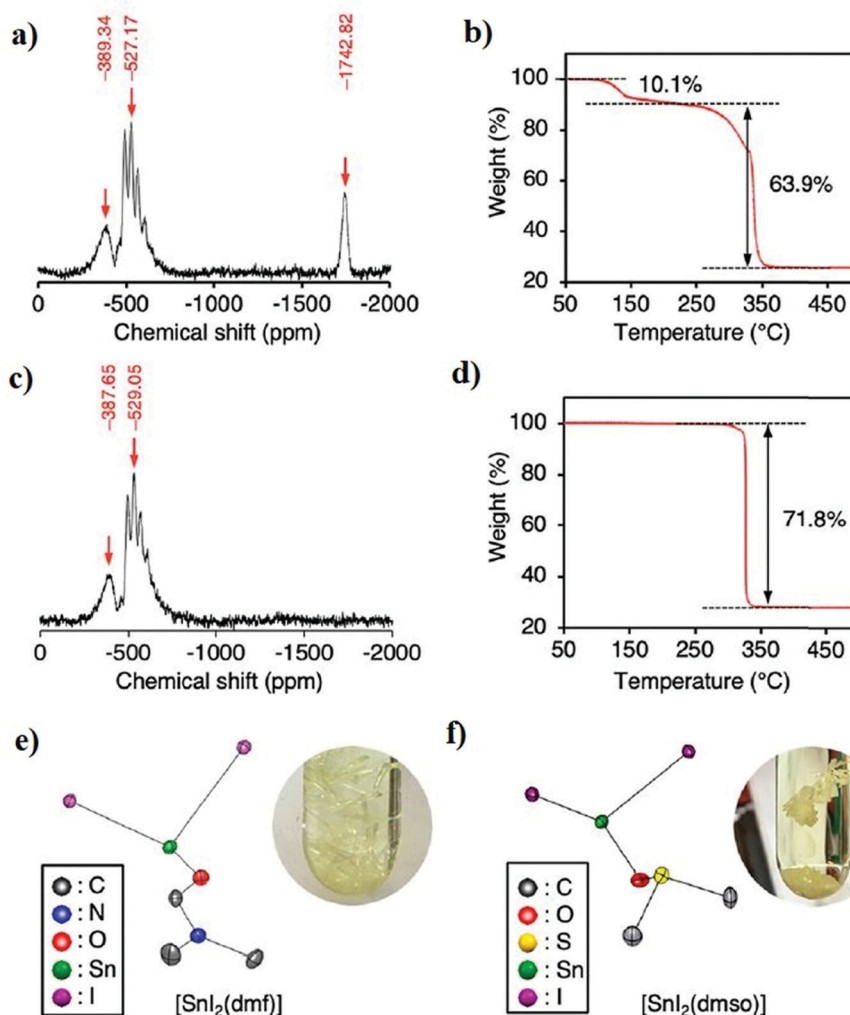 a)
–389.34
–527.17
–1742.82
0
-500
-1000
-1500
-2000
Chemical shift (ppm)
b)
Weight (%)
100
80
60
40
20
10.1%
63.9%
50
150
250
350
450
Temperature (°C)
c)
–387.65
–529.05
0
-500
-1000
-1500
-2000
Chemical shift (ppm)
d)
Weight (%)
100
80
60
40
20
71.8%
50
150
250
350
450
Temperature (°C)
e)
: C
: N
: O
: Sn
: I
[SnI₂(dmf)]
f)
: C
: O
: S
: Sn
: I
[SnI₂(dmso)]